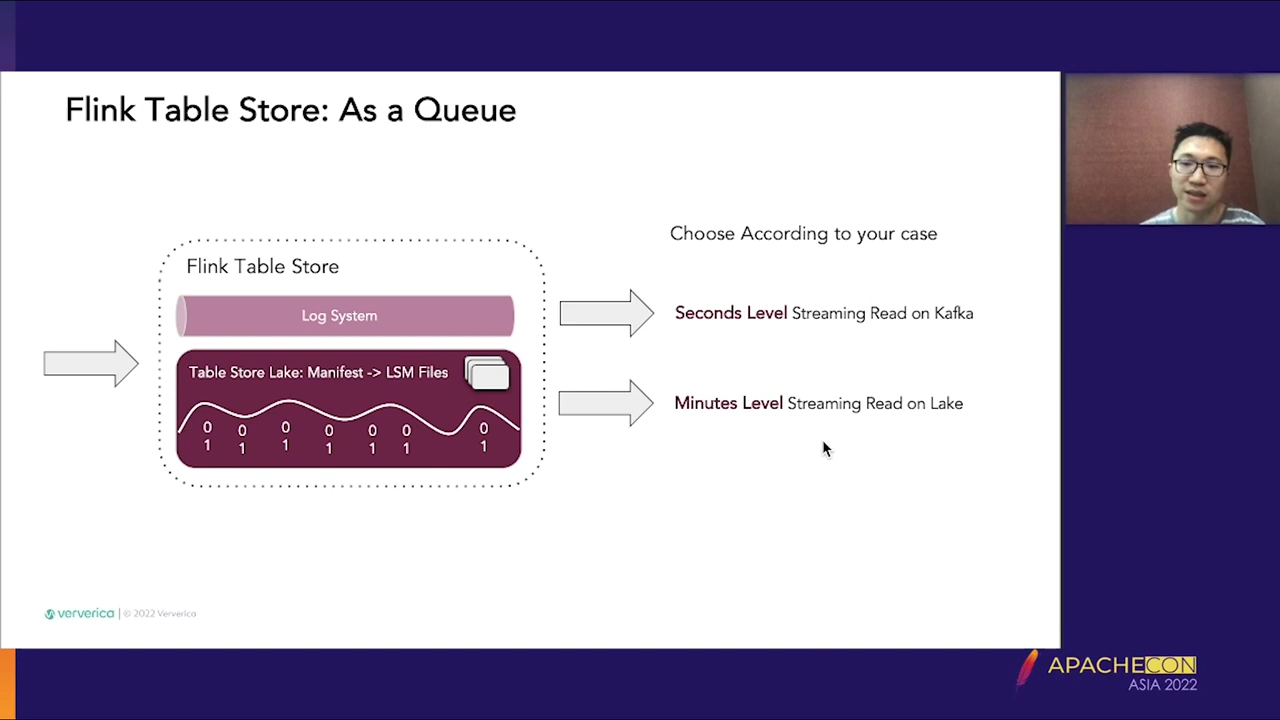 Flink Table Store: As a Queue
Choose According to your case
Flink Table Store
Log System
Seconds Level Streaming Read on Kafka
Table Store Lake: Manifest -> LSM Files
Minutes Level Streaming Read on Lake
0 0 0 0 0 0 0
1 1 1 1 1 1 1
ververica | © 2022 Ververica
APACHECON
ASIA 2022